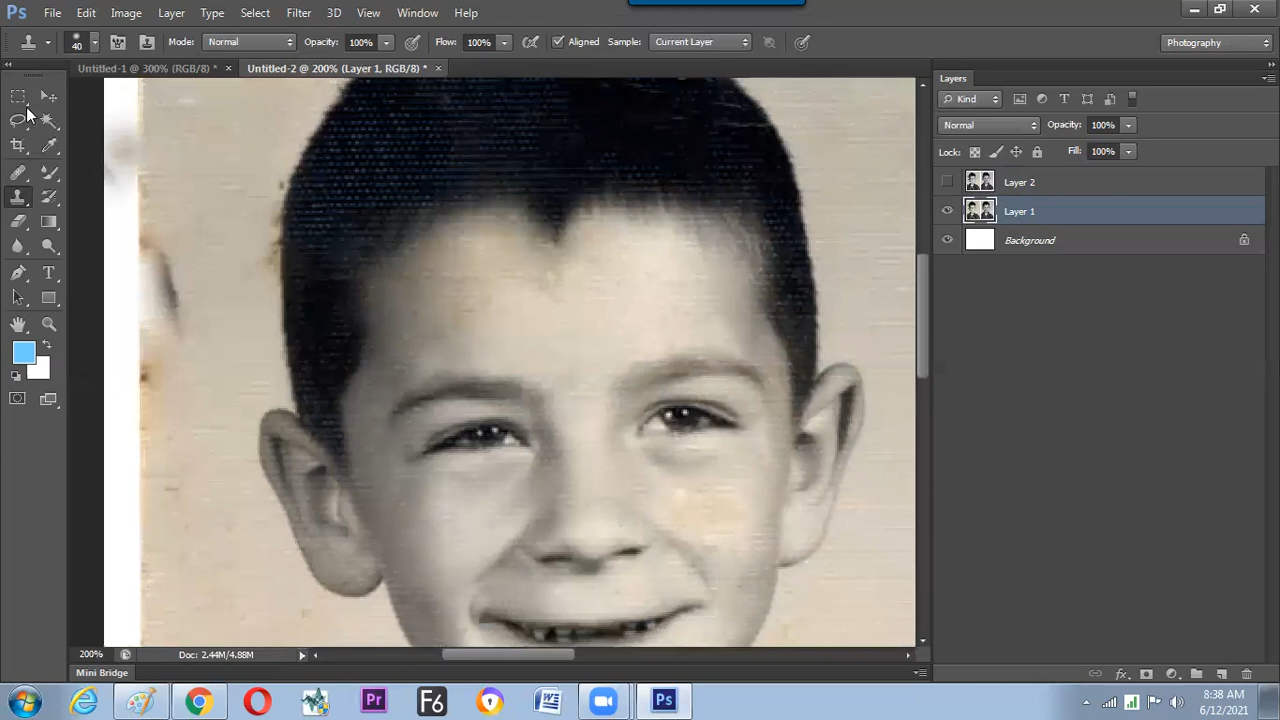 Ps File Edit Image Layer Type Select Filter 3D View Window Help
40 Mode: Normal Opacity: 100% Flow: 100% Aligned Sample: Current Layer Photography
Untitled-1 @ 300% (RGB/8) * × Untitled-2 @ 200% (Layer 1, RGB/8) * ×
Layers
Kind
Normal Opacity: 100%
Lock: Fill: 100%
Layer 2
Layer 1
Background
200% Doc: 2.44M/4.88M
Mini Bridge
Pr F6 W Ps
8:38 AM
6/12/2021